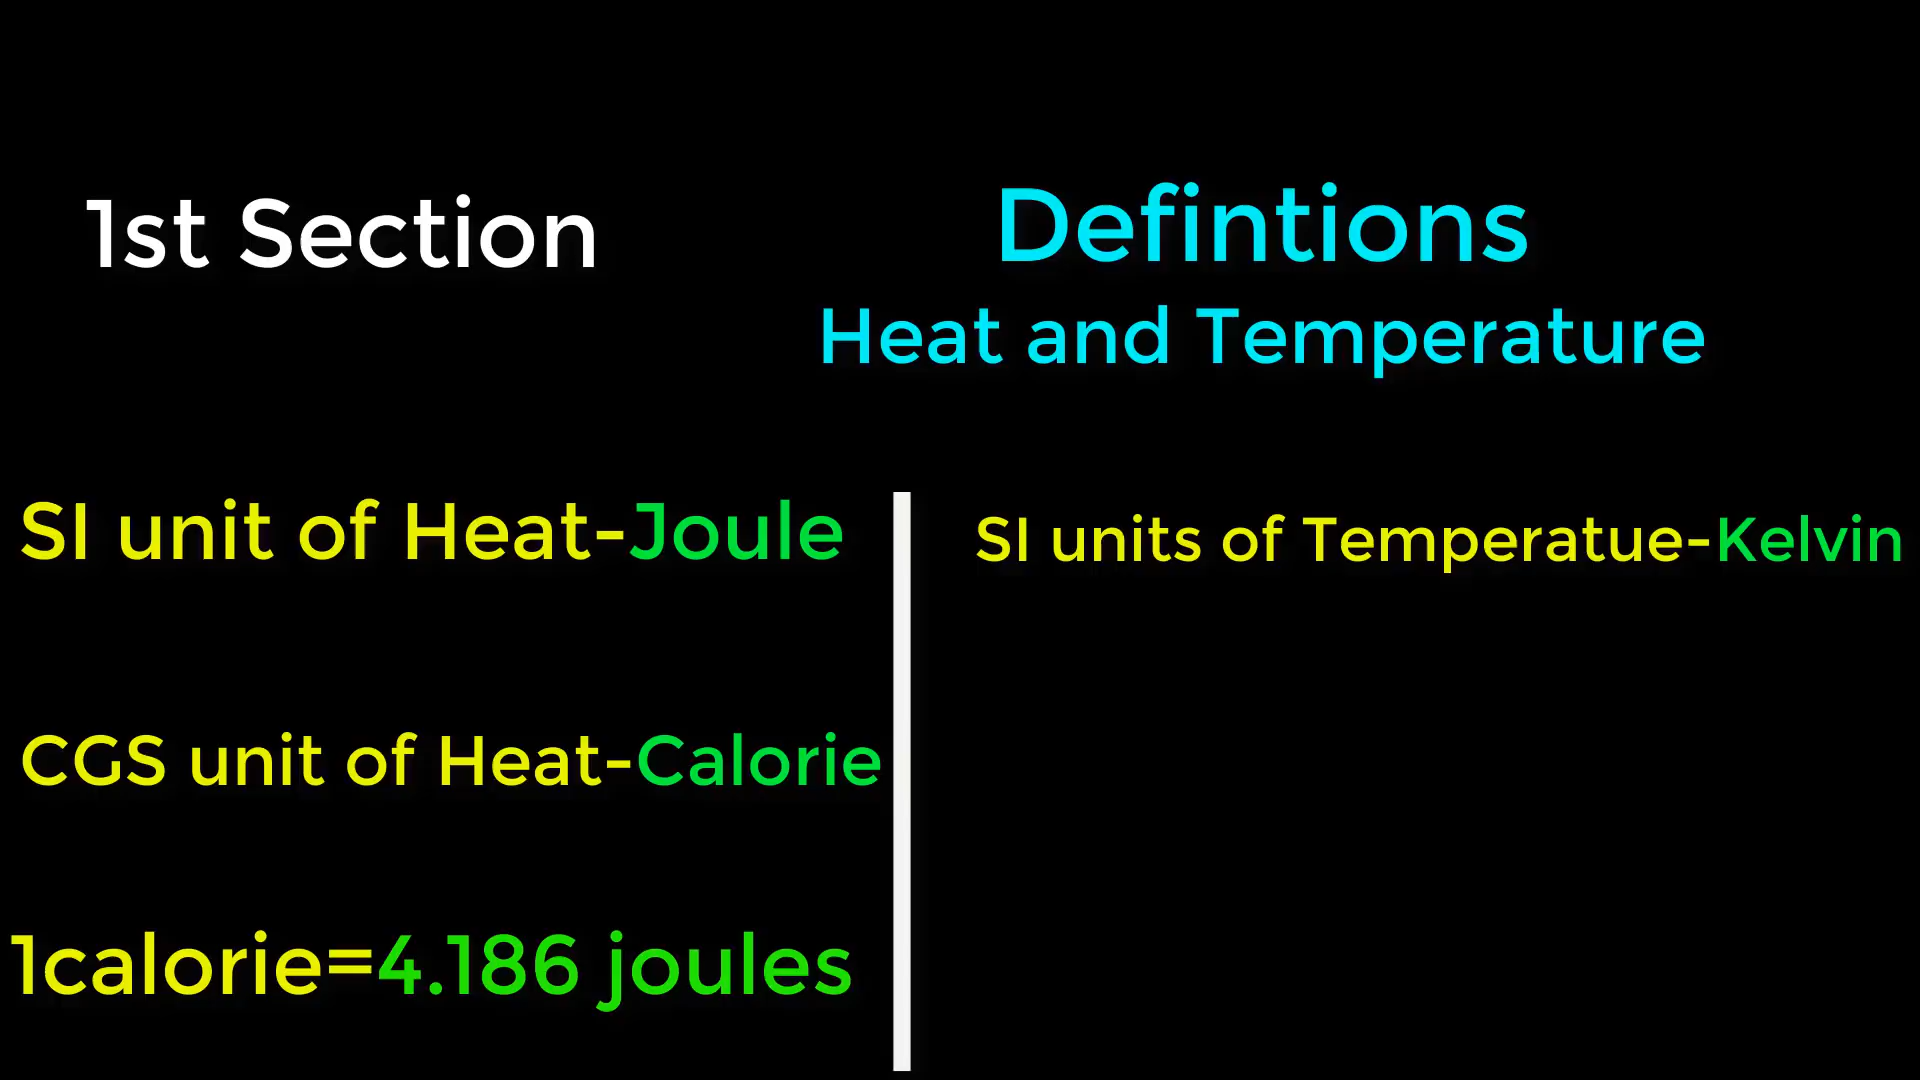 1st Section
Defintions
Heat and Temperature
SI unit of Heat-Joule
CGS unit of Heat-Calorie
1calorie=4.186 joules
SI units of Temperatue-Kelvin